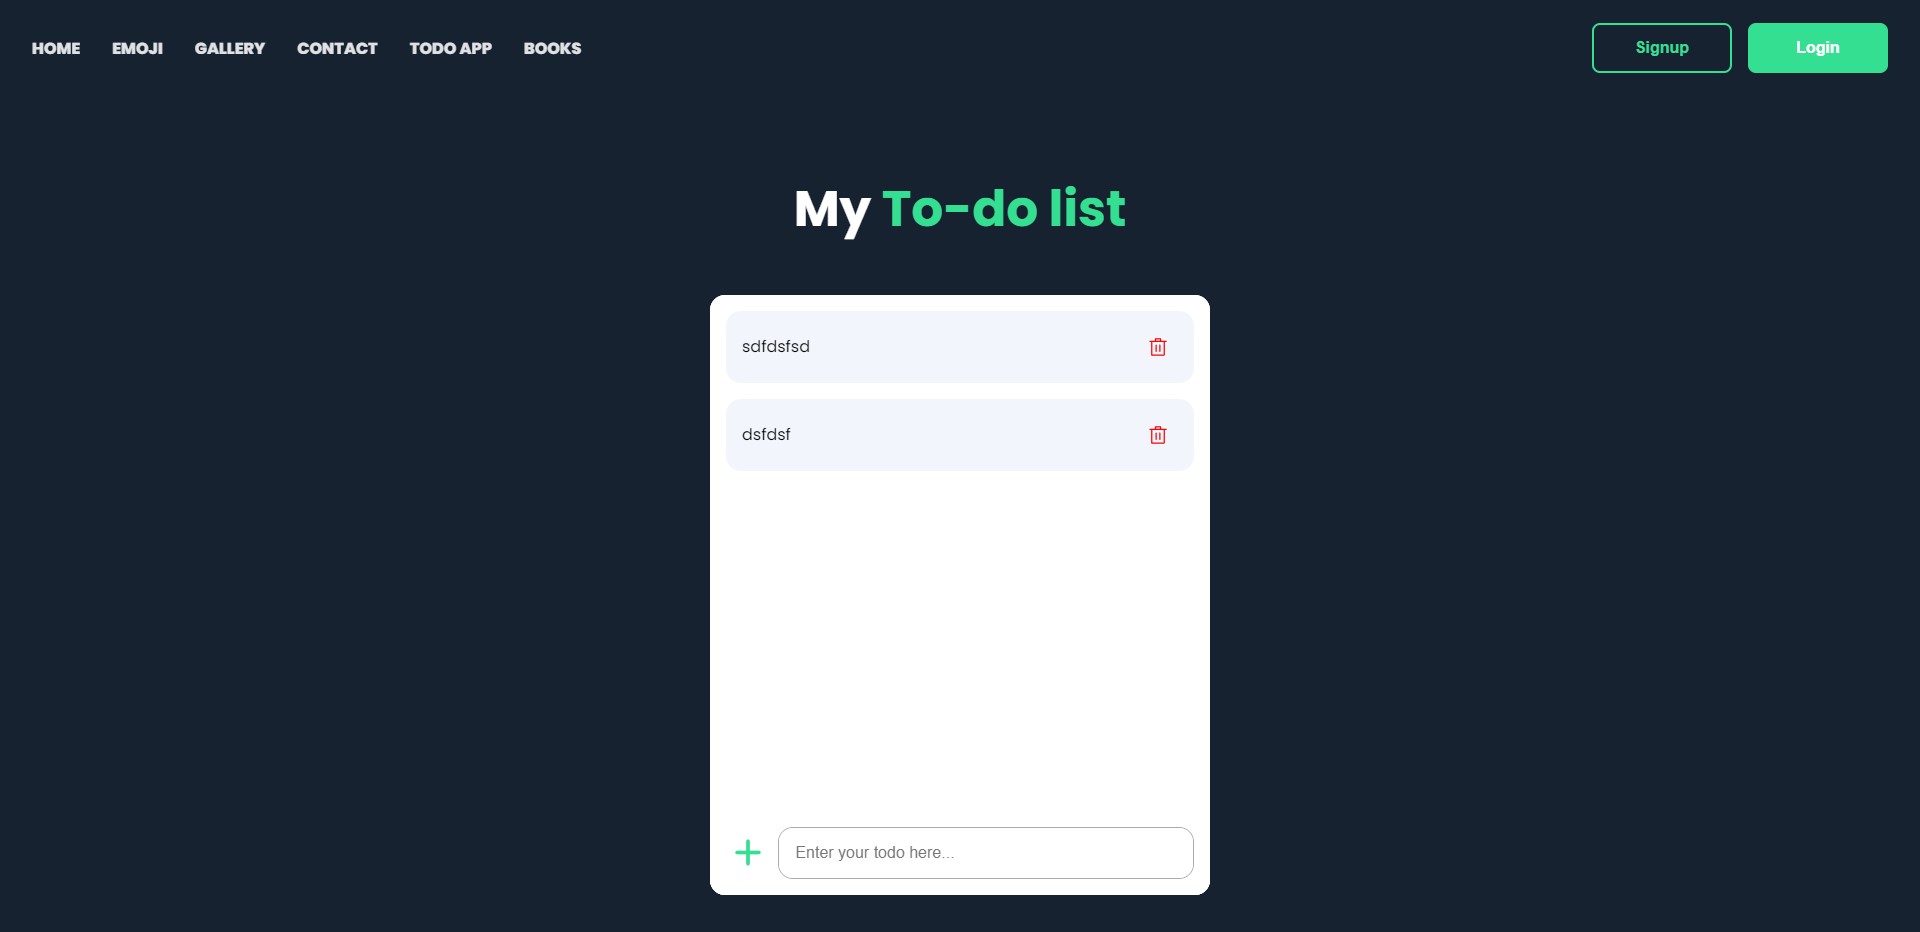 HOME EMOJI GALLERY CONTACT TODO APP BOOKS Signup Login
My To-do list
sdfdsfsd
dsfdsf
Enter your todo here...